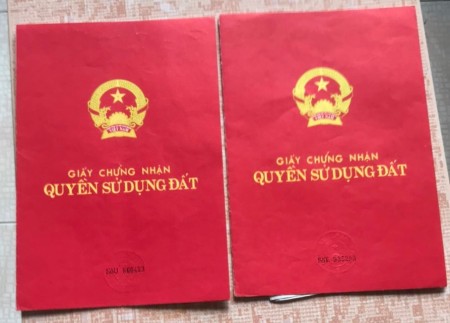 GIẤY CHỨNG NHẬN
QUYỀN SỬ DỤNG ĐẤT
GIẤY CHỨNG NHẬN
QUYỀN SỬ DỤNG ĐẤT